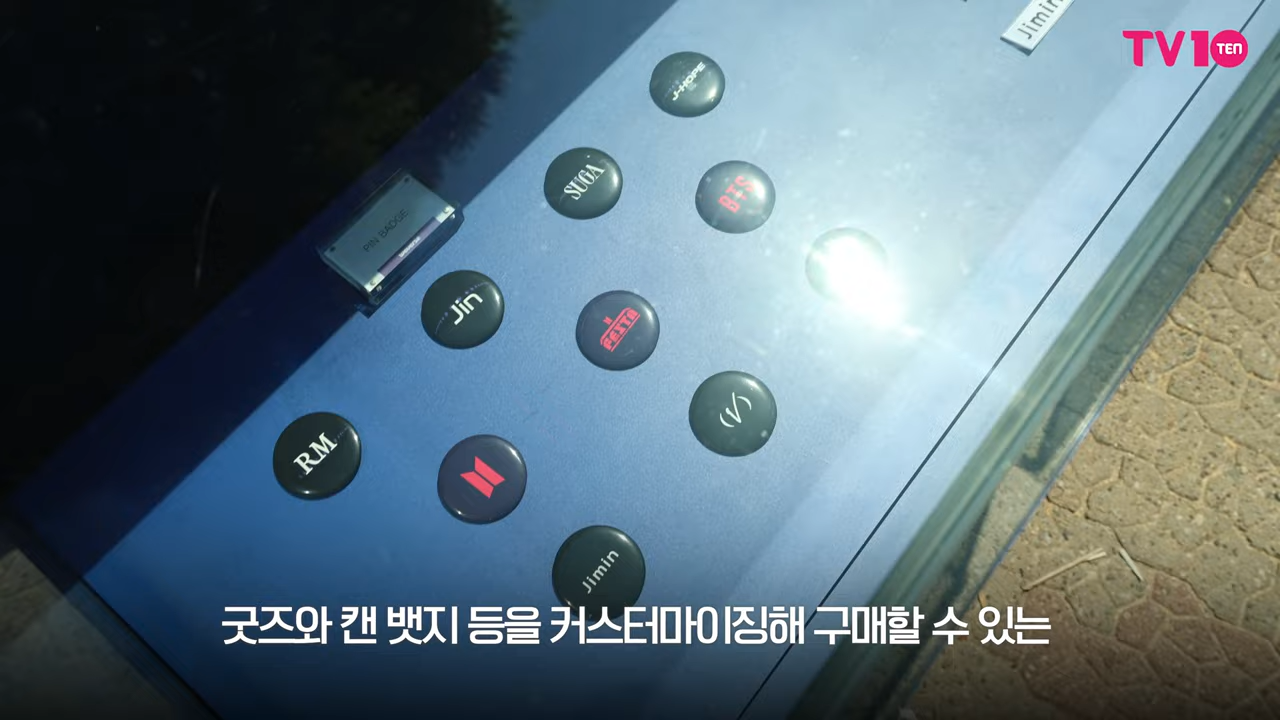 Jimin
TV10
TEN
J-HOPE
SUGA
BTS
PIN BADGE
Jin
FESTA
RM
Jimin
굿즈와 캔 뱃지 등을 커스터마이징해 구매할 수 있는